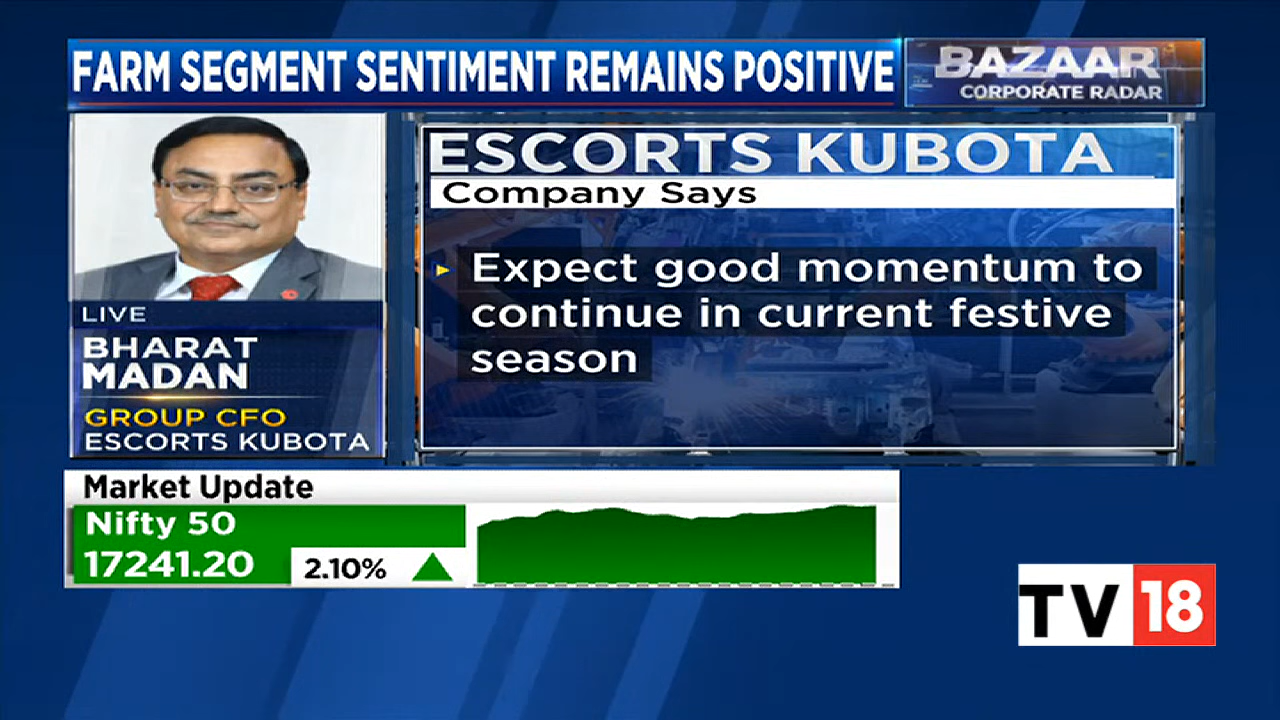 FARM SEGMENT SENTIMENT REMAINS POSITIVE
BAZAAR
CORPORATE RADAR
ESCORTS KUBOTA
Company Says
Expect good momentum to
continue in current festive
season
LIVE
BHARAT
MADAN
GROUP CFO
ESCORTS KUBOTA
Market Update
Nifty 50
17241.20 2.10%
TV18